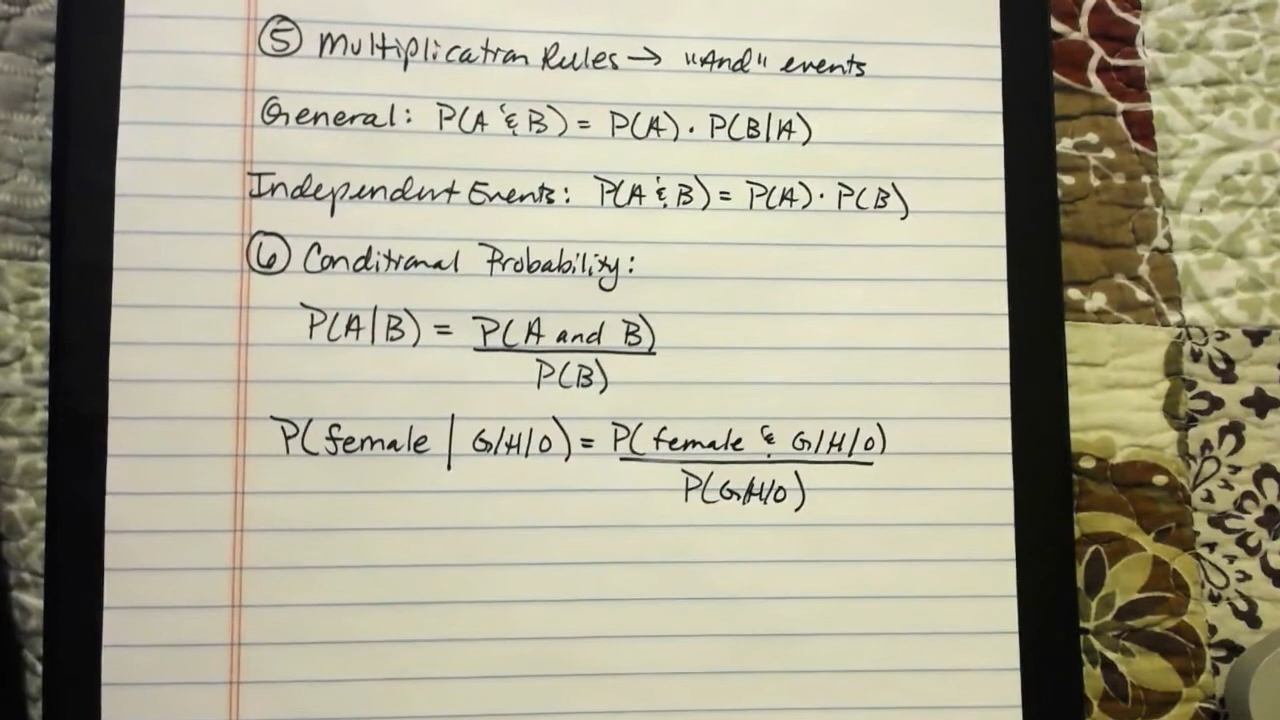 ⑤ Multiplication Rules → "And" events
General: P(A & B) = P(A) · P(B|A)
Independent Events: P(A & B) = P(A) · P(B)
⑥ Conditional Probability:
P(A|B) = P(A and B)
P(B)
P(female | G/H/O) = P(female & G/H/O)
P(G/H/O)